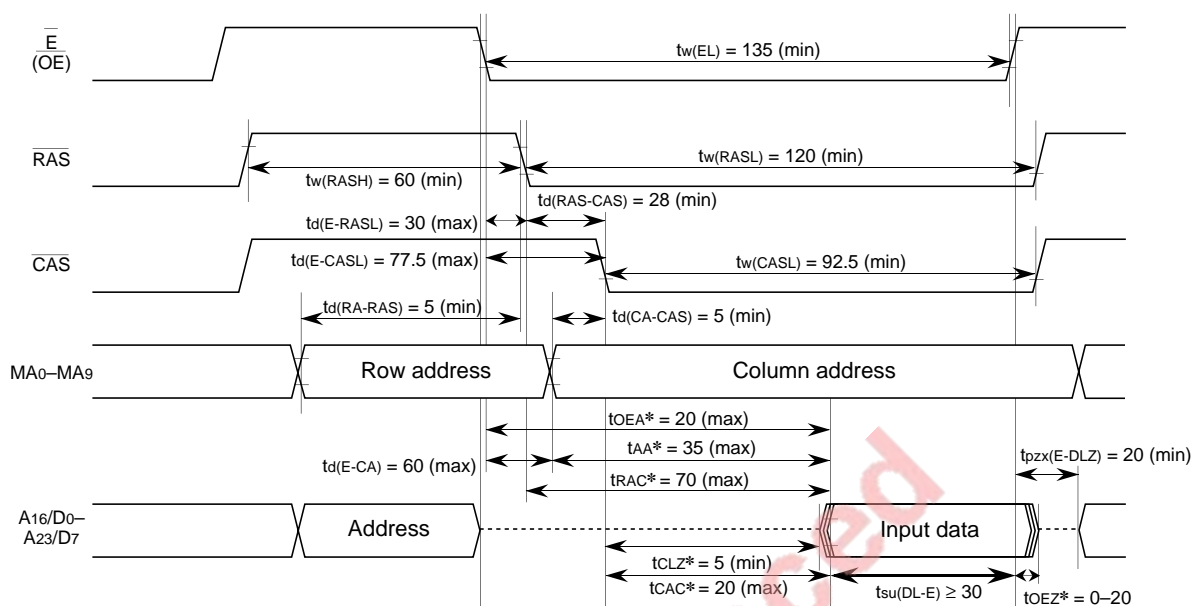 E
(OE)
tw(EL) = 135 (min)
RAS
tw(RASH) = 60 (min)
tw(RASL) = 120 (min)
td(RAS-CAS) = 28 (min)
td(E-RASL) = 30 (max)
CAS
td(E-CASL) = 77.5 (max)
tw(CASL) = 92.5 (min)
td(RA-RAS) = 5 (min)
td(CA-CAS) = 5 (min)
MA0–MA9
Row address
Column address
tOEA* = 20 (max)
tAA* = 35 (max)
td(E-CA) = 60 (max)
tpzx(E-DLZ) = 20 (min)
tRAC* = 70 (max)
A16/D0–
A23/D7
Address
Input data
tCLZ* = 5 (min)
tCAC* = 20 (max)
tsu(DL-E) ≥ 30
tOEZ* = 0–20